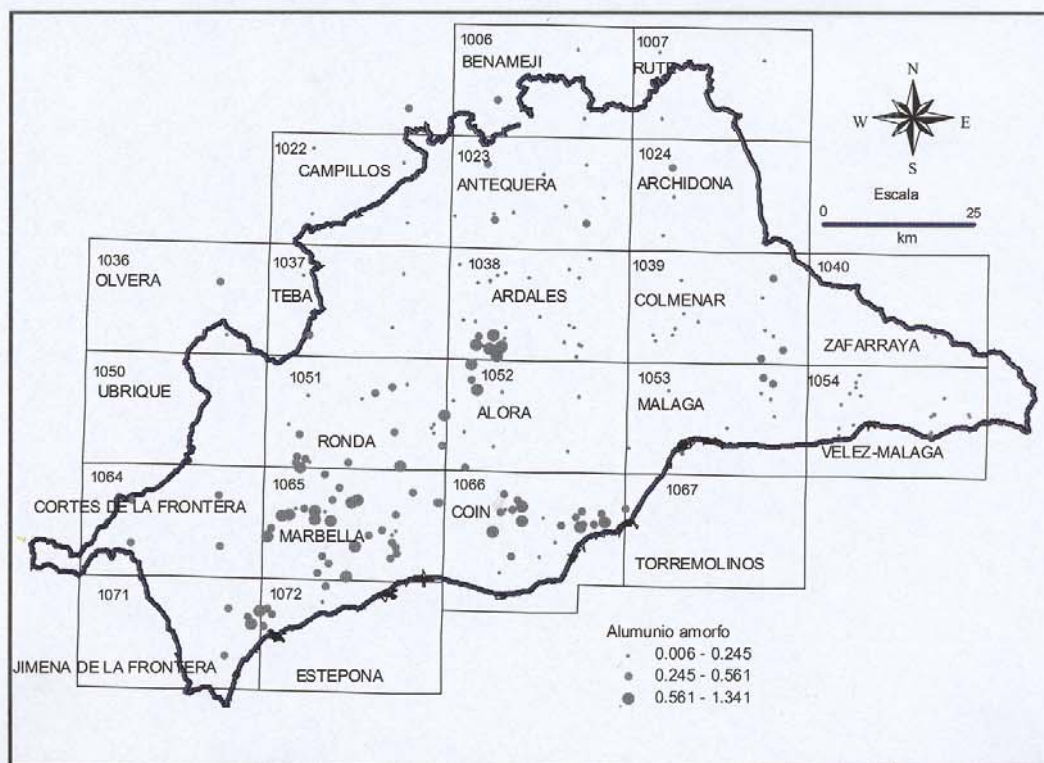 1006
BENAMEJI
1007
RUTE
N
W E
S
1022
CAMPILLOS
1023
ANTEQUERA
1024
ARCHIDONA
Escala
0 25
km
1036
OLVERA
1037
TEBA
1038
ARDALES
1039
COLMENAR
1040
ZAFARRAYA
1050
UBRIQUE
1051
RONDA
1052
ALORA
1053
MALAGA
1054
VELEZ-MALAGA
1064
CORTES DE LA FRONTERA
1065
MARBELLA
1066
COIN
1067
TORREMOLINOS
1071
JIMENA DE LA FRONTERA
1072
ESTEPONA
Alumunio amorfo
0.006 - 0.245
0.245 - 0.561
0.561 - 1.341